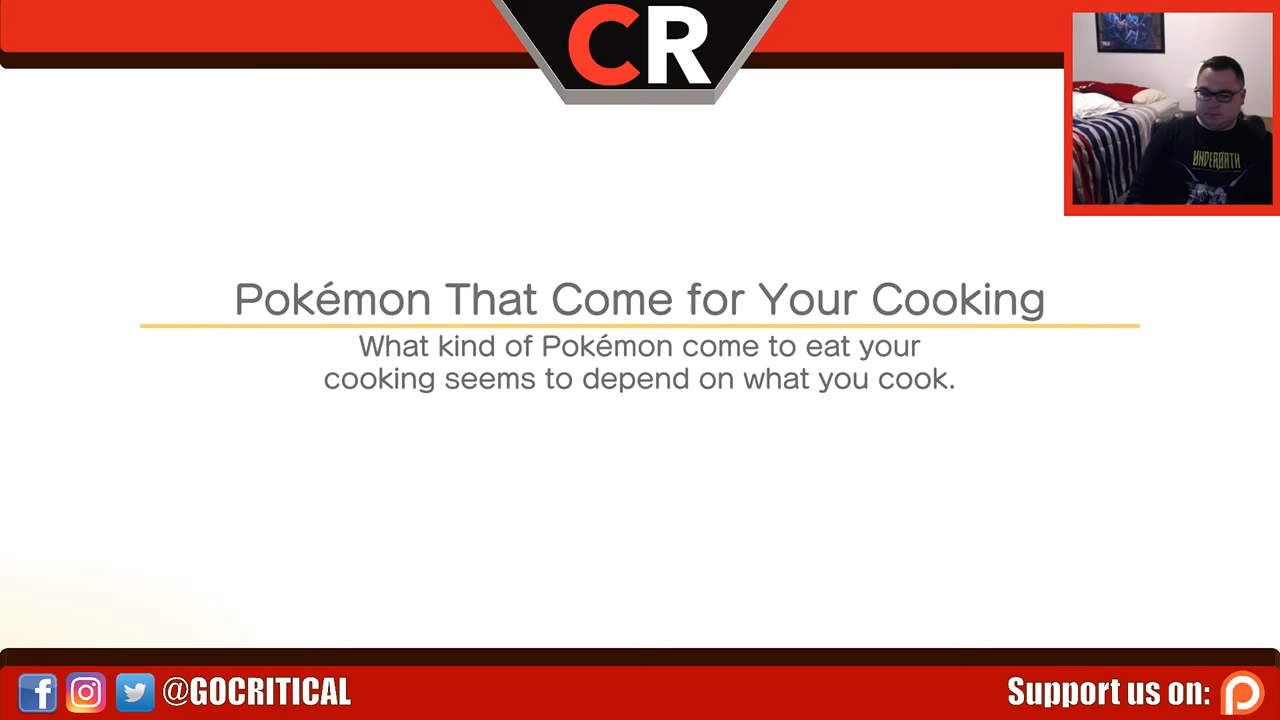 CR
UNDEROATH
Pokémon That Come for Your Cooking
What kind of Pokémon come to eat your
cooking seems to depend on what you cook.
@GOCRITICAL
Support us on: